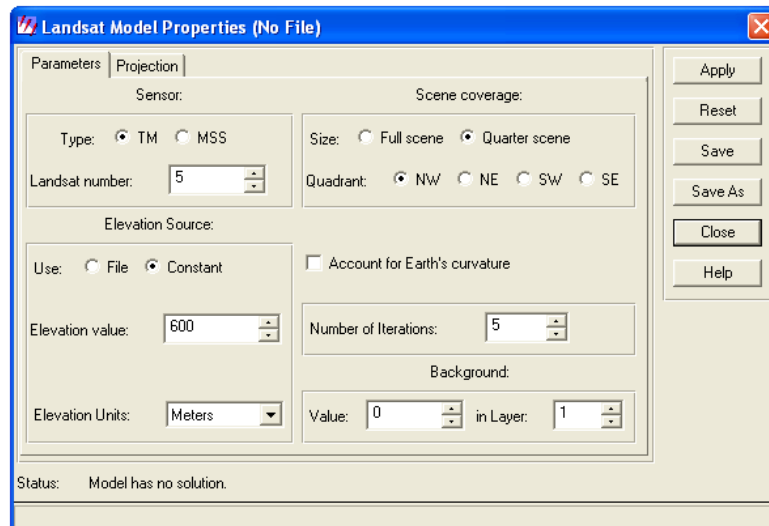 Landsat Model Properties (No File)
Parameters Projection
Sensor:
Type: TM MSS
Landsat number: 5
Scene coverage:
Size: Full scene Quarter scene
Quadrant: NW NE SW SE
Elevation Source:
Use: File Constant
Elevation value: 600
Elevation Units: Meters
Account for Earth's curvature
Number of Iterations: 5
Background:
Value: 0 in Layer: 1
Apply
Reset
Save
Save As
Close
Help
Status: Model has no solution.